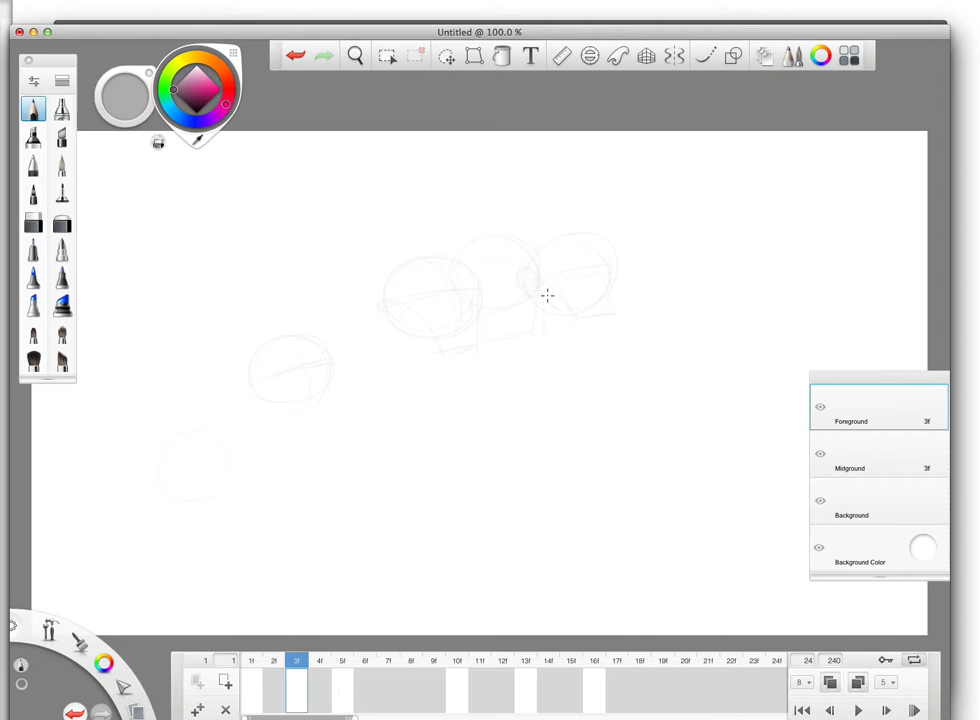 Untitled @ 100.0 %
T
Foreground 3f
Midground 3f
Background
Background Color
1 1 1f 2f 3f 4f 5f 6f 7f 8f 9f 10f 11f 12f 13f 14f 15f 16f 17f 18f 19f 20f 21f 22f 23f 24f 24 240
8 5